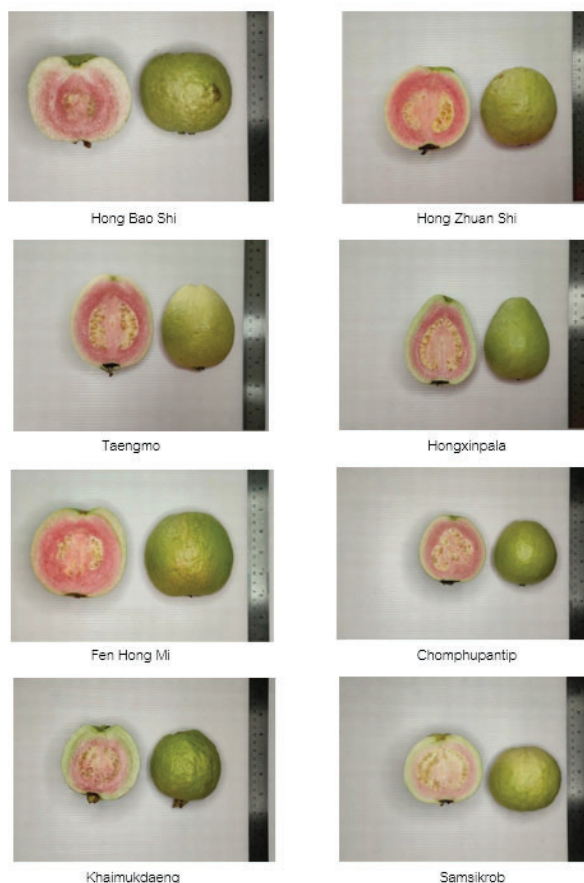 Hong Bao Shi
Hong Zhuan Shi
Taengmo
Hongxinpala
Fen Hong Mi
Chomphupantip
Khaimukdaeng
Samsikrob